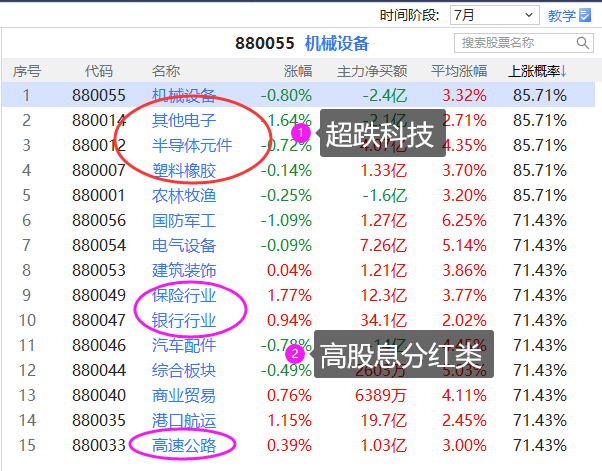 时间阶段: 7月 教学
880055 机械设备 搜索股票名称
序号 代码 名称 涨幅 主力净买额 平均涨幅 上涨概率↓
1 880055 机械设备 -0.80% -2.4亿 3.32% 85.71%
2 880014 其他电子 1.64% 2.71% 85.71%
1 超跌科技
3 880012 半导体元件 -0.72% 4.35% 85.71%
4 880007 塑料橡胶 -0.14% 1.33亿 3.70% 85.71%
5 880001 农林牧渔 -0.25% -1.6亿 3.20% 85.71%
6 880056 国防军工 -1.09% 1.27亿 6.25% 71.43%
7 880054 电气设备 -0.09% 7.26亿 5.14% 71.43%
8 880053 建筑装饰 0.04% 1.21亿 3.86% 71.43%
9 880049 保险行业 1.77% 12.3亿 3.77% 71.43%
10 880047 银行行业 0.94% 34.1亿 2.02% 71.43%
11 880046 汽车配件 -0.78% 71.43%
2 高股息分红类
12 880044 综合板块 -0.49% 2603万 5.03% 71.43%
13 880040 商业贸易 0.76% 6389万 4.11% 71.43%
14 880035 港口航运 1.15% 19.7亿 2.45% 71.43%
15 880033 高速公路 0.39% 1.03亿 3.00% 71.43%